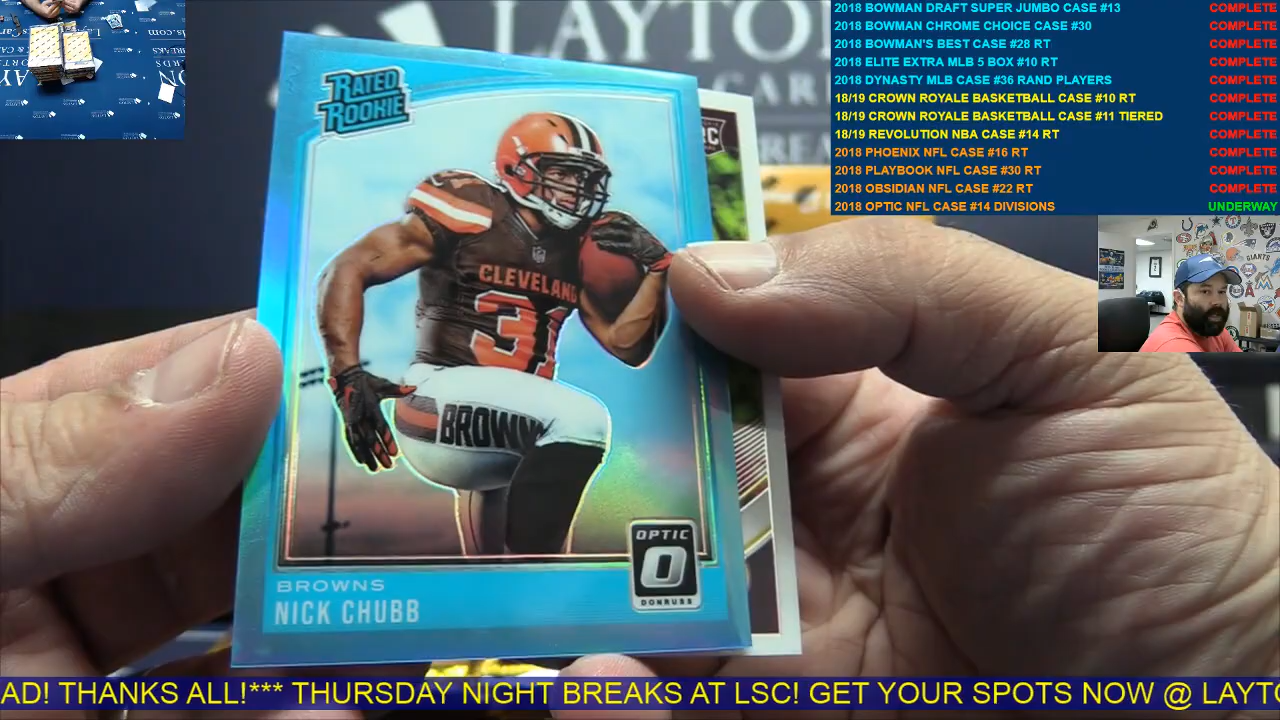 2018 BOWMAN DRAFT SUPER JUMBO CASE #13 COMPLETE
2018 BOWMAN CHROME CHOICE CASE #30 COMPLETE
2018 BOWMAN'S BEST CASE #28 RT COMPLETE
2018 ELITE EXTRA MLB 5 BOX #10 RT COMPLETE
2018 DYNASTY MLB CASE #36 RAND PLAYERS COMPLETE
18/19 CROWN ROYALE BASKETBALL CASE #10 RT COMPLETE
18/19 CROWN ROYALE BASKETBALL CASE #11 TIERED COMPLETE
18/19 REVOLUTION NBA CASE #14 RT COMPLETE
2018 PHOENIX NFL CASE #16 RT COMPLETE
2018 PLAYBOOK NFL CASE #30 RT COMPLETE
2018 OBSIDIAN NFL CASE #22 RT COMPLETE
2018 OPTIC NFL CASE #14 DIVISIONS UNDERWAY
LAYTO
CAR
RATED
ROOKIE
CLEVELAND
31
BROWN
OPTIC
O
DONRUSS
BROWNS
NICK CHUBB
GIANTS
AD! THANKS ALL!*** THURSDAY NIGHT BREAKS AT LSC! GET YOUR SPOTS NOW @ LAYTO